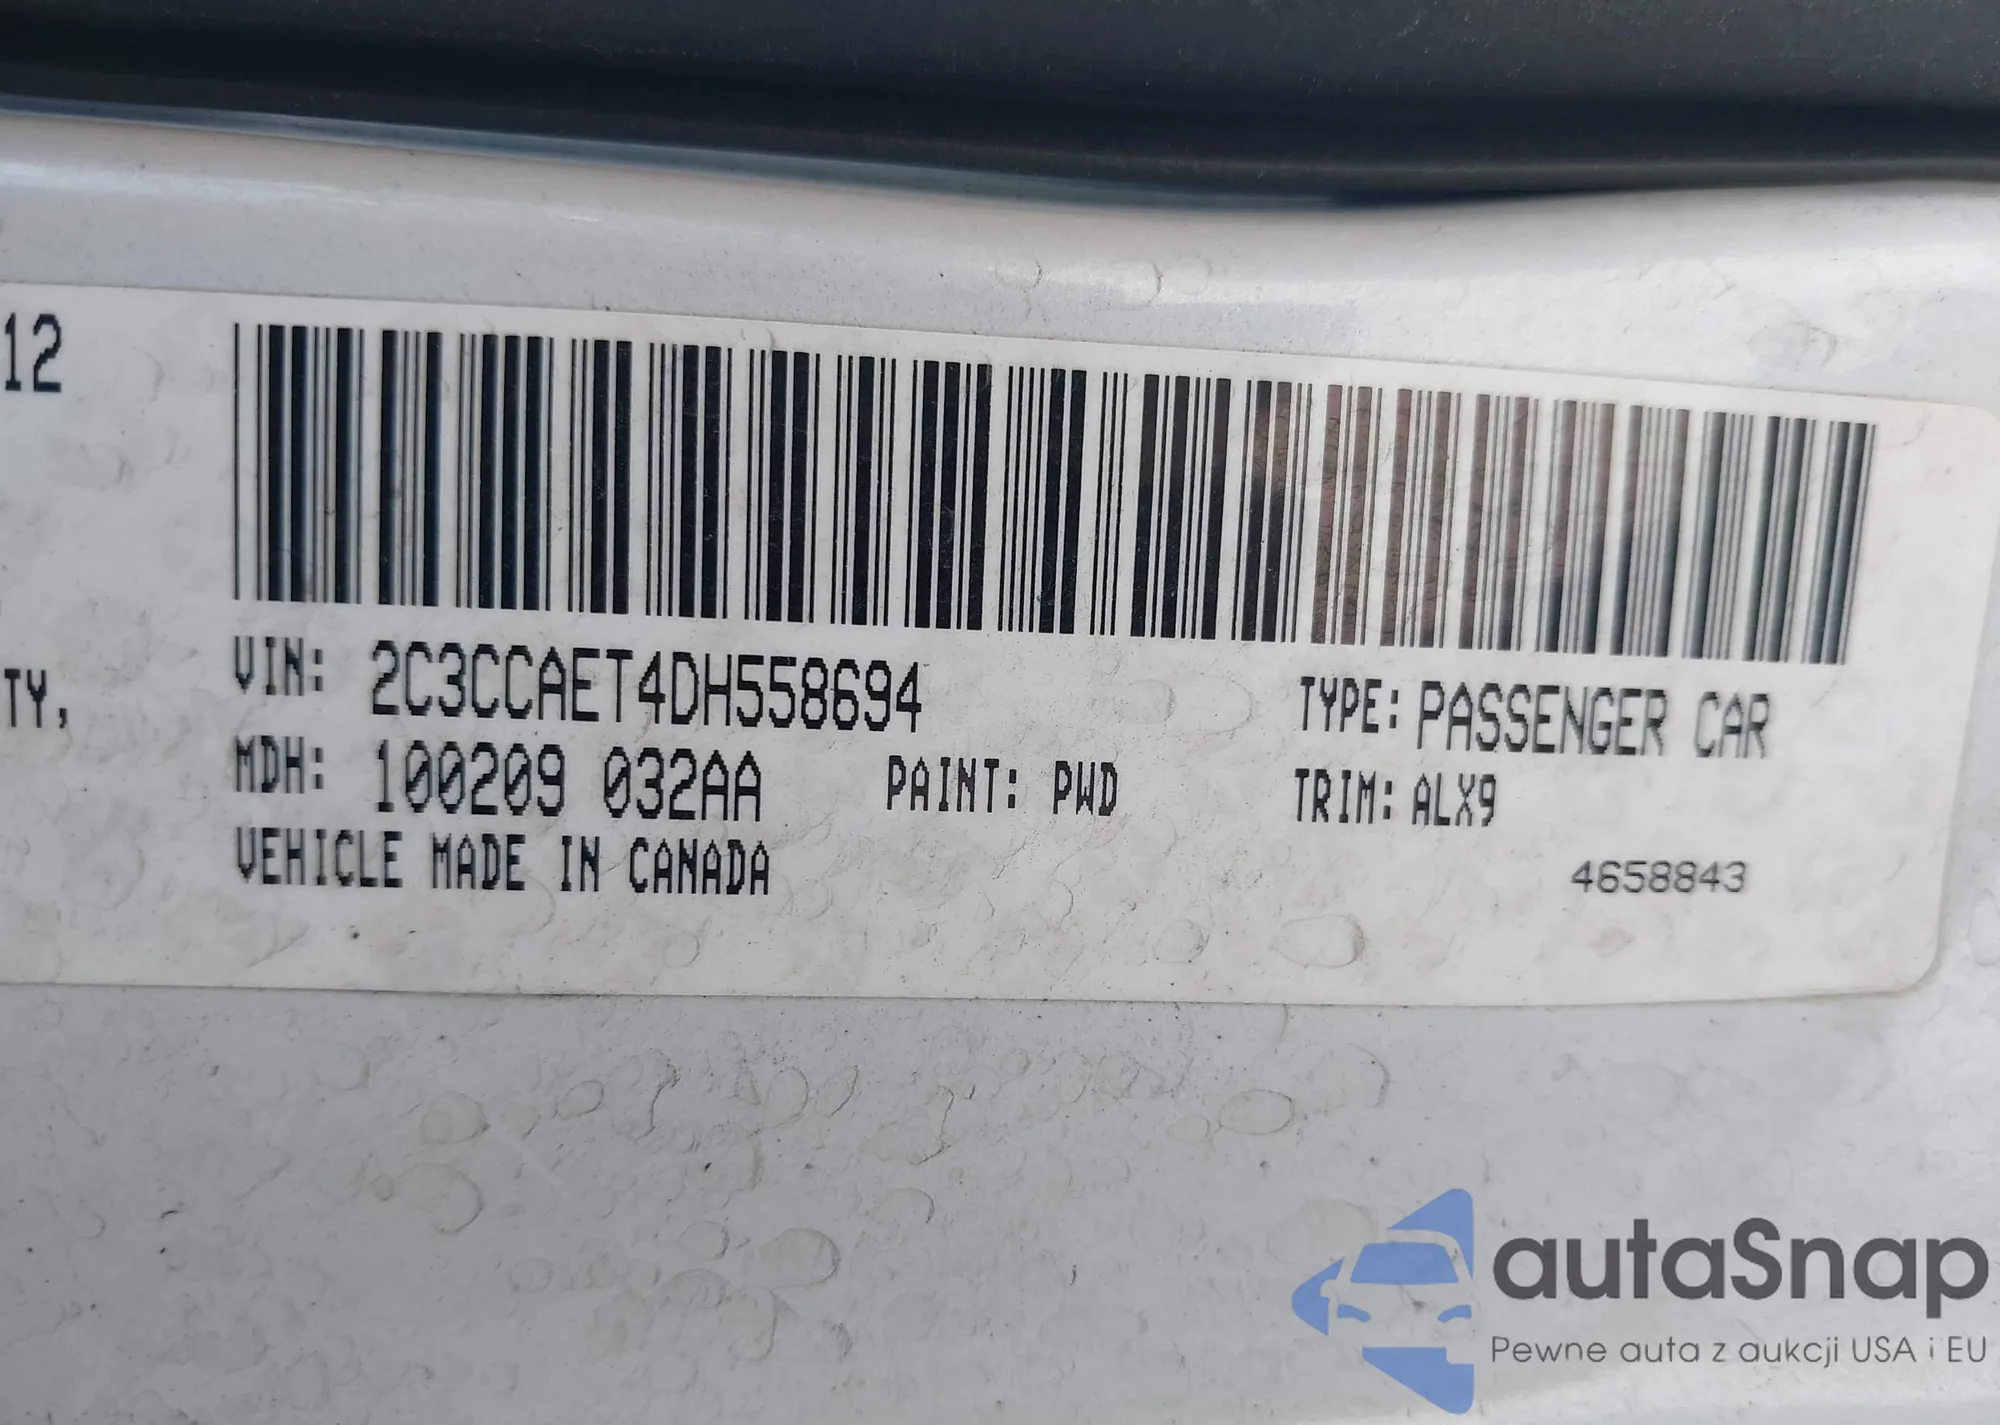 12
TY,
VIN: 2C3CCAET4DH558694
TYPE: PASSENGER CAR
MDH: 100209 032AA PAINT: PWD
TRIM: ALX9
VEHICLE MADE IN CANADA
4658843
autaSnap
Pewne auta z aukcji USA i EU